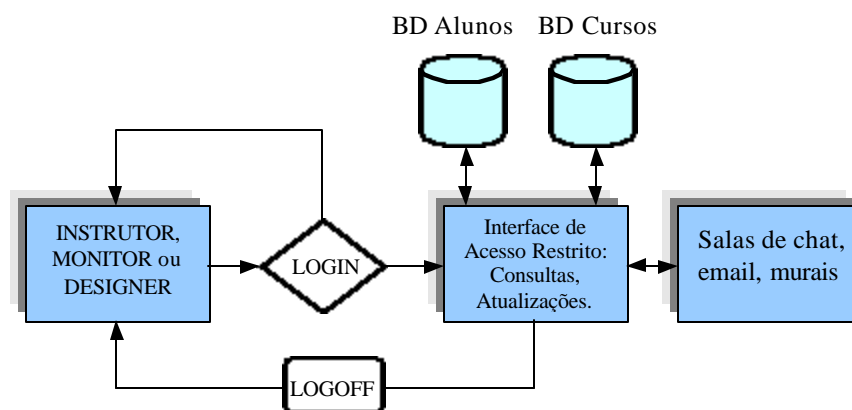 BD Alunos
BD Cursos
INSTRUTOR,
MONITOR ou
DESIGNER
LOGIN
Interface de
Acesso Restrito:
Consultas,
Atualizações.
Salas de chat,
email, murais
LOGOFF